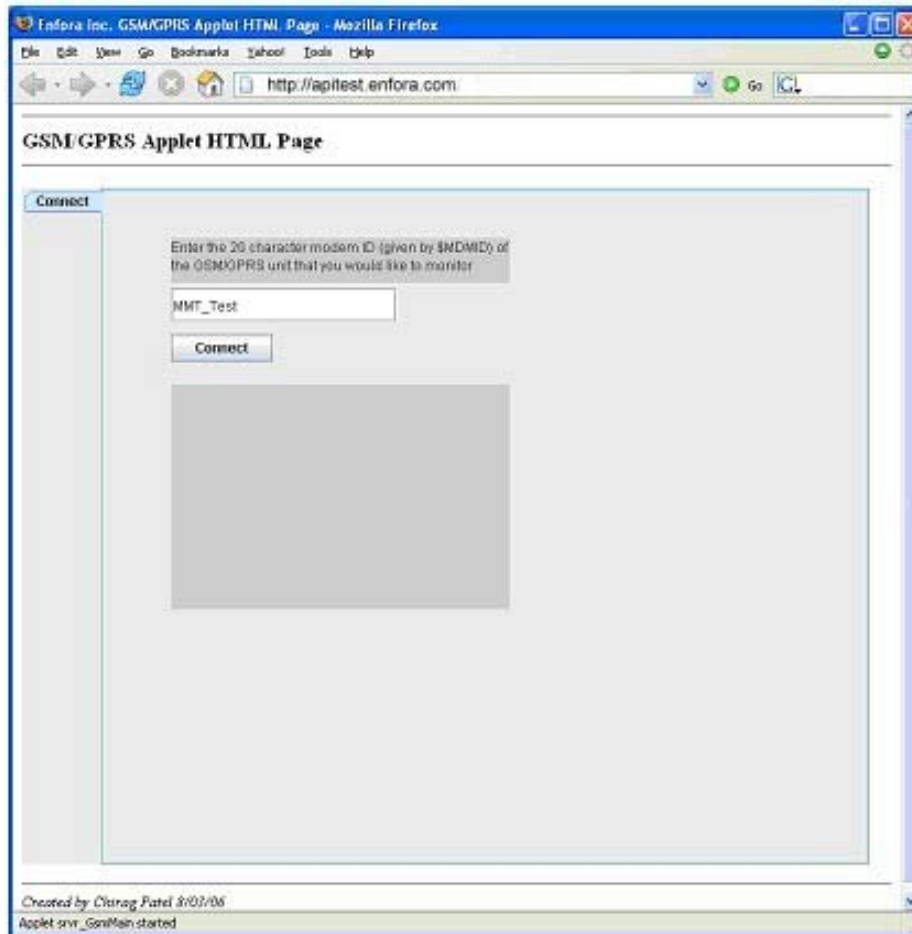 Enfora Inc. GSM/GPRS Applet HTML Page - Mozilla Firefox
File Edit View Go Bookmarks Yahoo! Tools Help
http://apitest.enfora.com Go
GSM/GPRS Applet HTML Page
Connect
Enter the 20 character modem ID (given by $MDMID) of
the GSM/GPRS unit that you would like to monitor
MMT_Test
Connect
Created by Chirag Patel 8/03/06
Applet srvr_GsmMain started